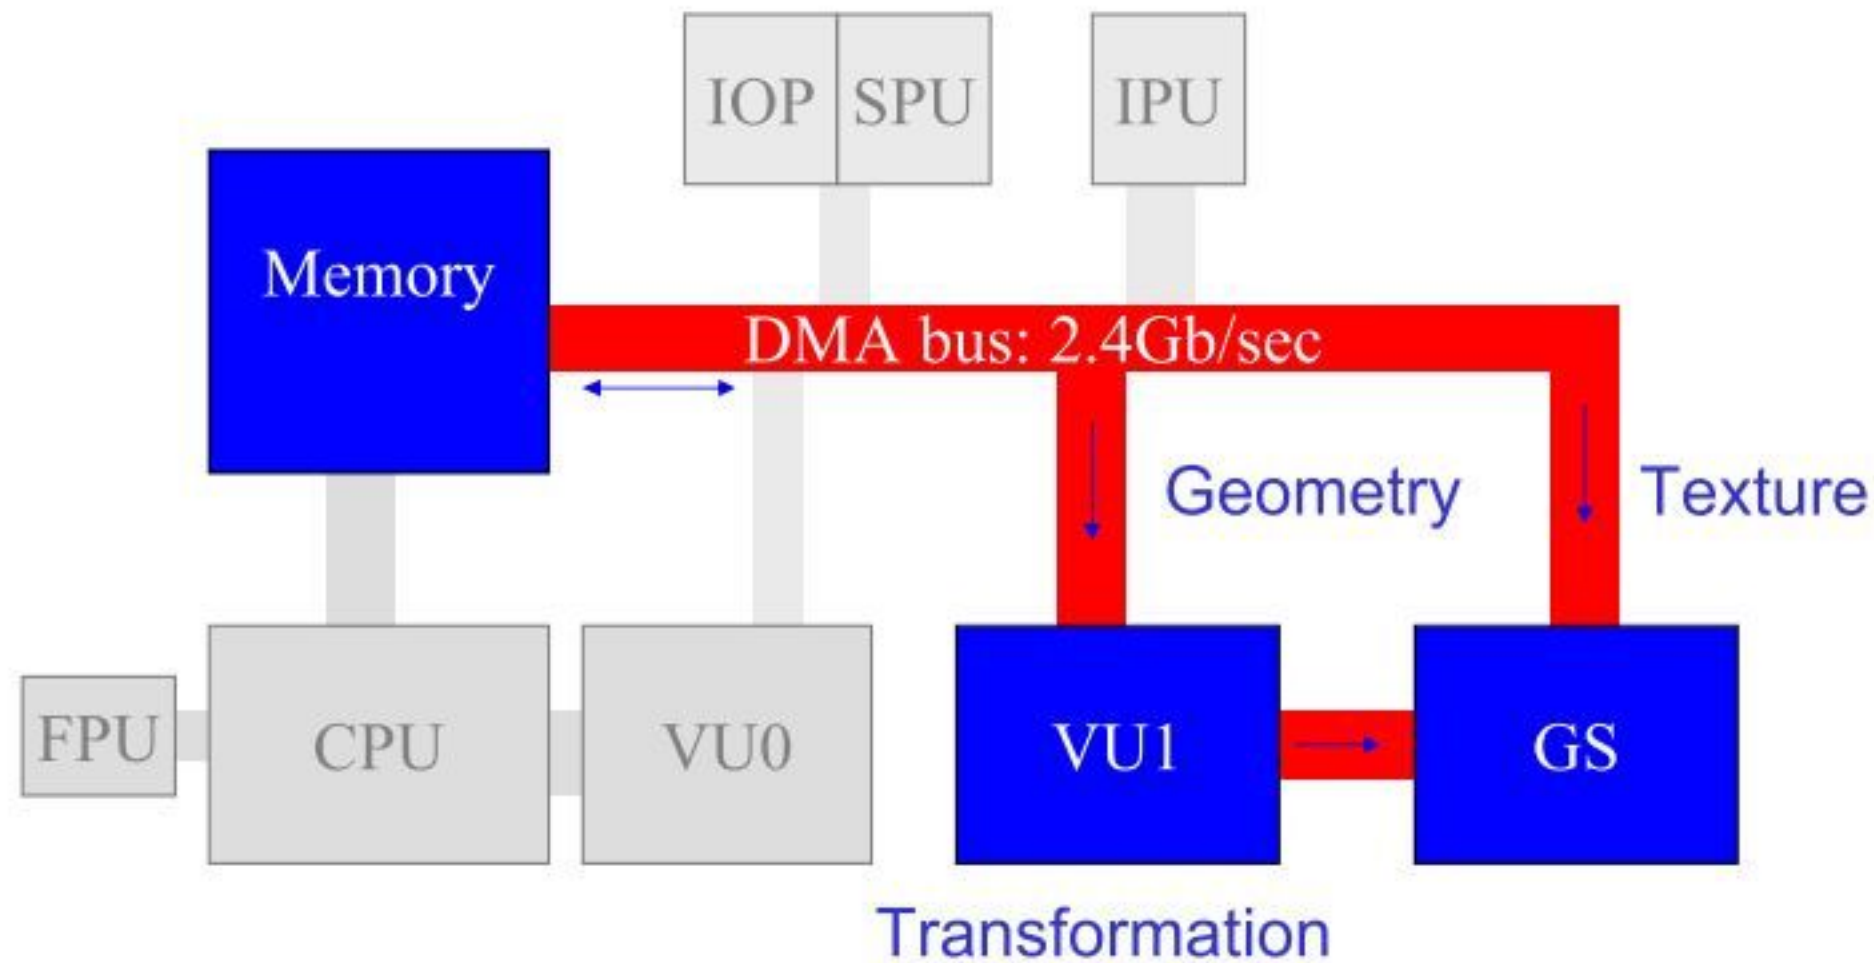 IOP
SPU
IPU
Memory
DMA bus: 2.4Gb/sec
Geometry
Texture
FPU
CPU
VU0
VU1
GS
Transformation